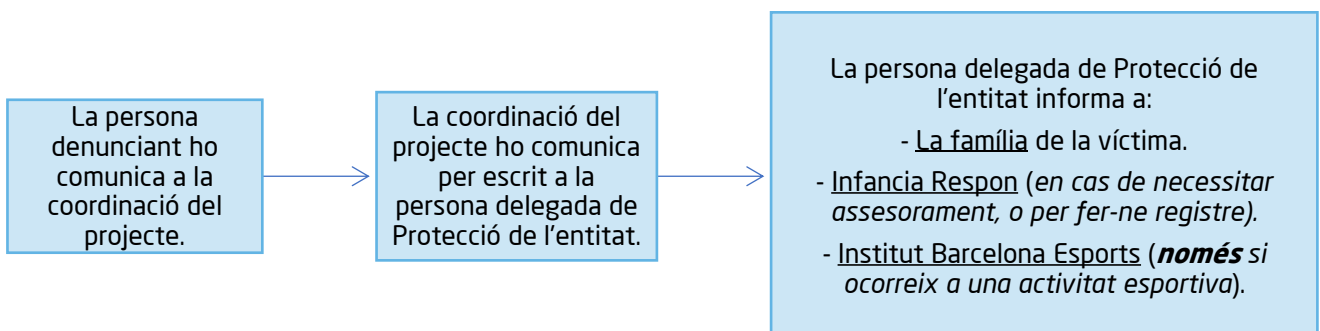 La persona
denunciant ho
comunica a la
coordinació del
projecte.
La coordinació del
projecte ho comunica
per escrit a la
persona delegada de
Protecció de l'entitat.
La persona delegada de Protecció de
l'entitat informa a:
- La família de la víctima.
- Infancia Respon (en cas de necessitar
assesorament, o per fer-ne registre).
- Institut Barcelona Esports (només si
ocorreix a una activitat esportiva).